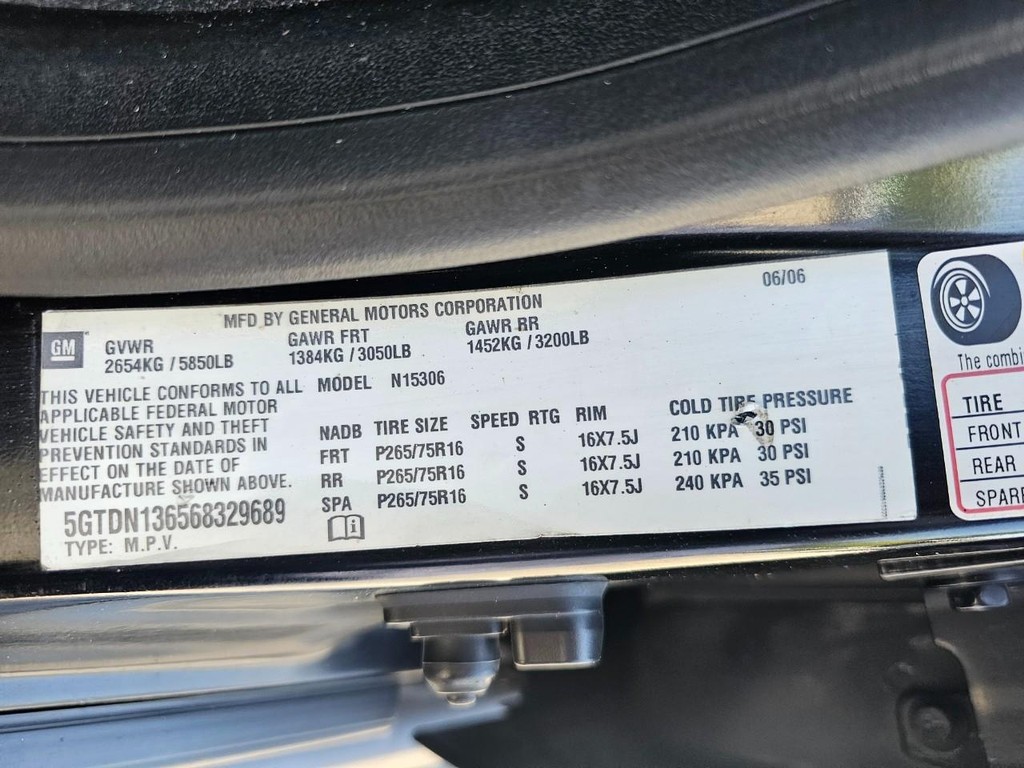 06/06
MFD BY GENERAL MOTORS CORPORATION
GM
GVWR GAWR FRT GAWR RR
2654KG / 5850LB 1384KG / 3050LB 1452KG / 3200LB
THIS VEHICLE CONFORMS TO ALL MODEL N15306
APPLICABLE FEDERAL MOTOR
VEHICLE SAFETY AND THEFT
PREVENTION STANDARDS IN
EFFECT ON THE DATE OF
MANUFACTURE SHOWN ABOVE.
NADB TIRE SIZE SPEED RTG RIM COLD TIRE PRESSURE
FRT P265/75R16 S 16X7.5J 210 KPA 30 PSI
RR P265/75R16 S 16X7.5J 210 KPA 30 PSI
SPA P265/75R16 S 16X7.5J 240 KPA 35 PSI
5GTDN136568329689
TYPE: M.P.V.
The combi
TIRE
FRONT
REAR
SPARE